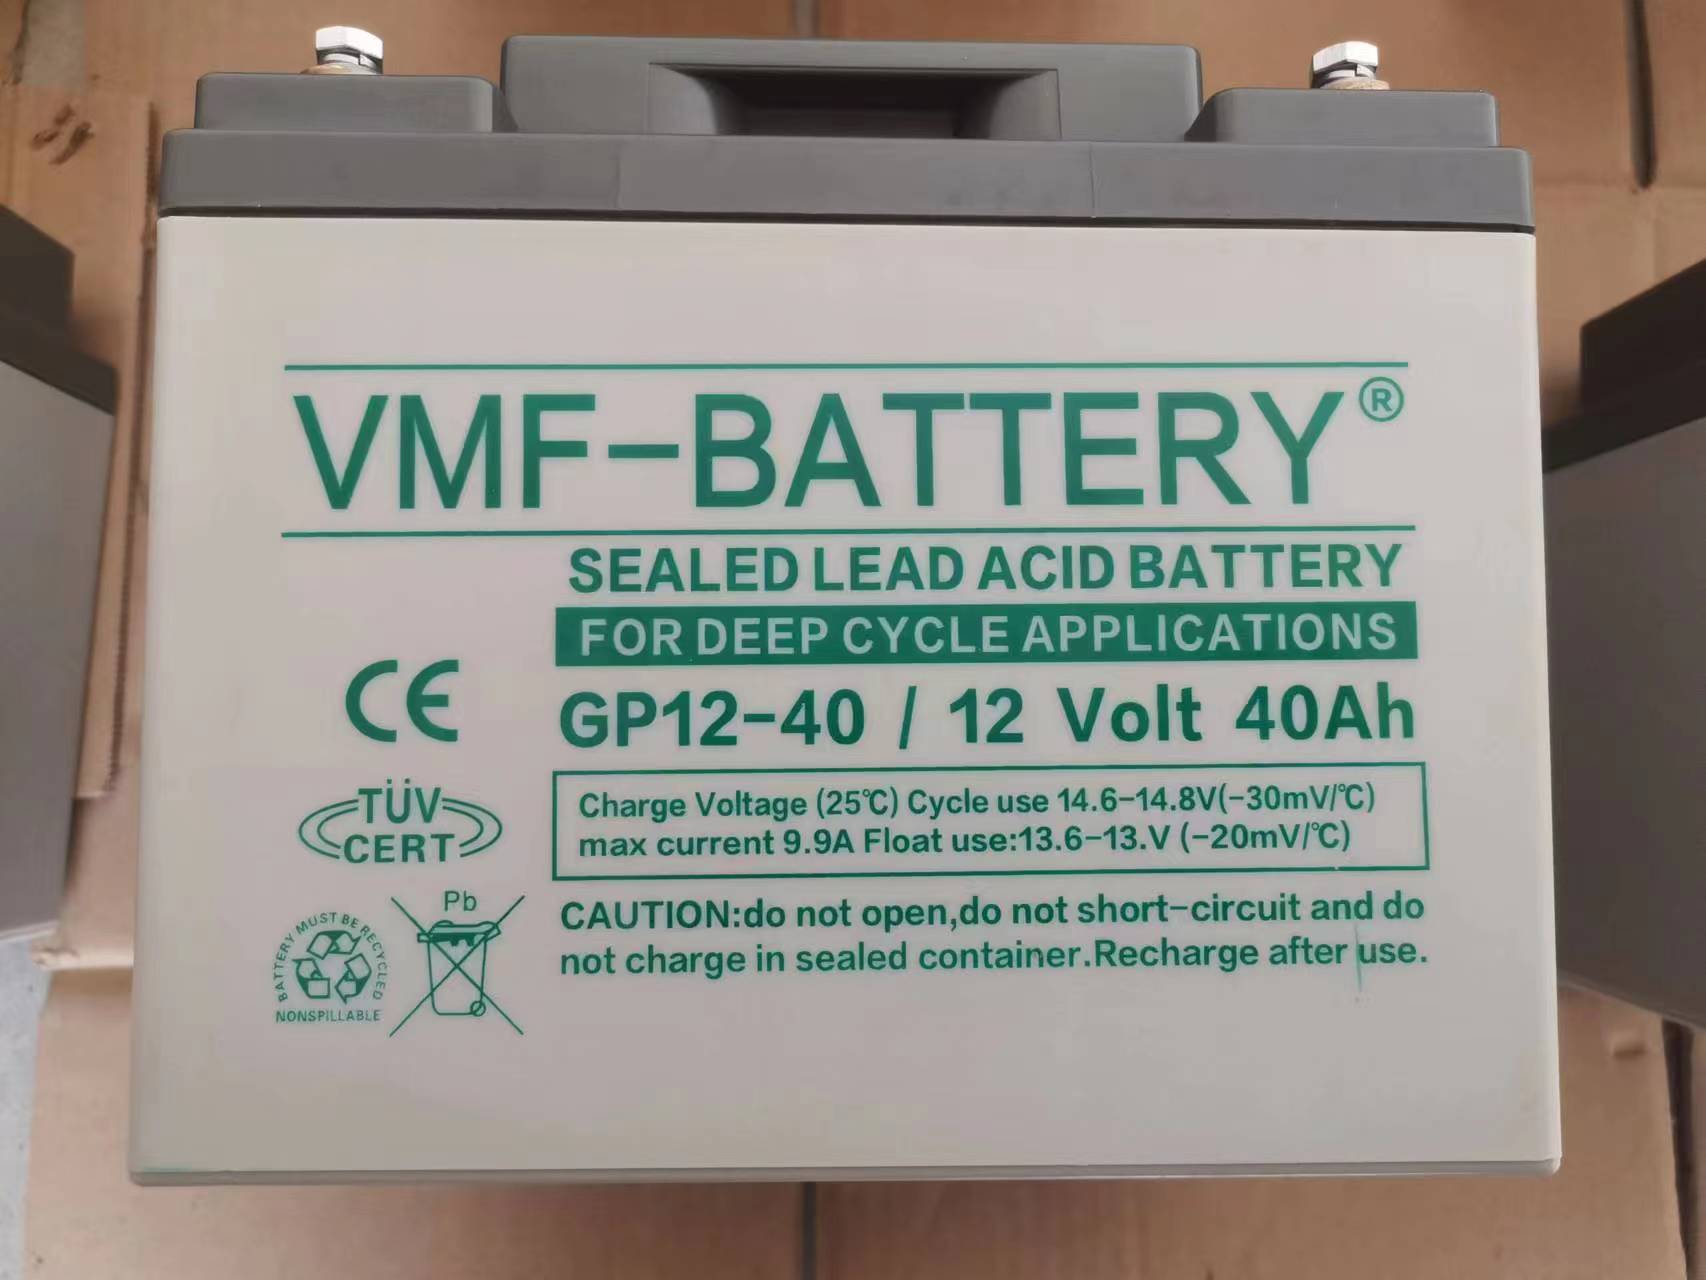 VMF-BATTERY®
SEALED LEAD ACID BATTERY
FOR DEEP CYCLE APPLICATIONS
GP12-40 / 12 Volt 40Ah
CE
Charge Voltage (25℃) Cycle use 14.6-14.8V(-30mV/℃)
max current 9.9A Float use:13.6-13.V (-20mV/℃)
TÜV
CERT
Pb
CAUTION:do not open,do not short-circuit and do
not charge in sealed container.Recharge after use.
BATTERY MUST BE RECYCLED
NONSPILLABLE